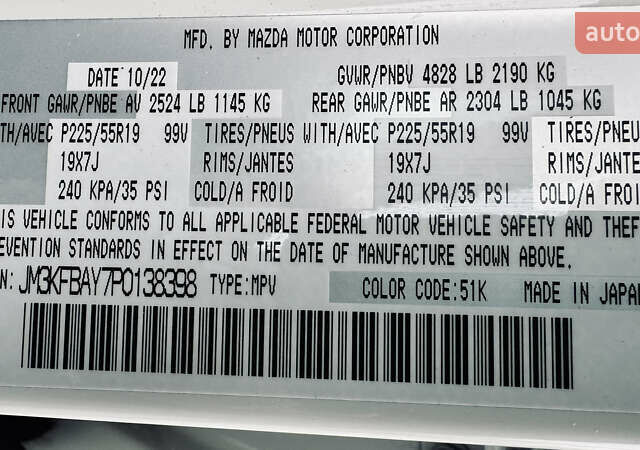 auto
MFD. BY MAZDA MOTOR CORPORATION
DATE 10/22 GVWR/PNBV 4828 LB 2190 KG
FRONT GAWR/PNBE AV 2524 LB 1145 KG REAR GAWR/PNBE AR 2304 LB 1045 KG
ITH/AVEC P225/55R19 99V TIRES/PNEUS WITH/AVEC P225/55R19 99V TIRES/PNEU
19X7J RIMS/JANTES 19X7J RIMS/JANTES
240 KPA/35 PSI COLD/A FROID 240 KPA/35 PSI COLD/A FROID
IS VEHICLE CONFORMS TO ALL APPLICABLE FEDERAL MOTOR VEHICLE SAFETY AND THEF
EVENTION STANDARDS IN EFFECT ON THE DATE OF MANUFACTURE SHOWN ABOVE.
N: JM3KFBAY7P0138398 TYPE:MPV COLOR CODE:51K MADE IN JAPAN